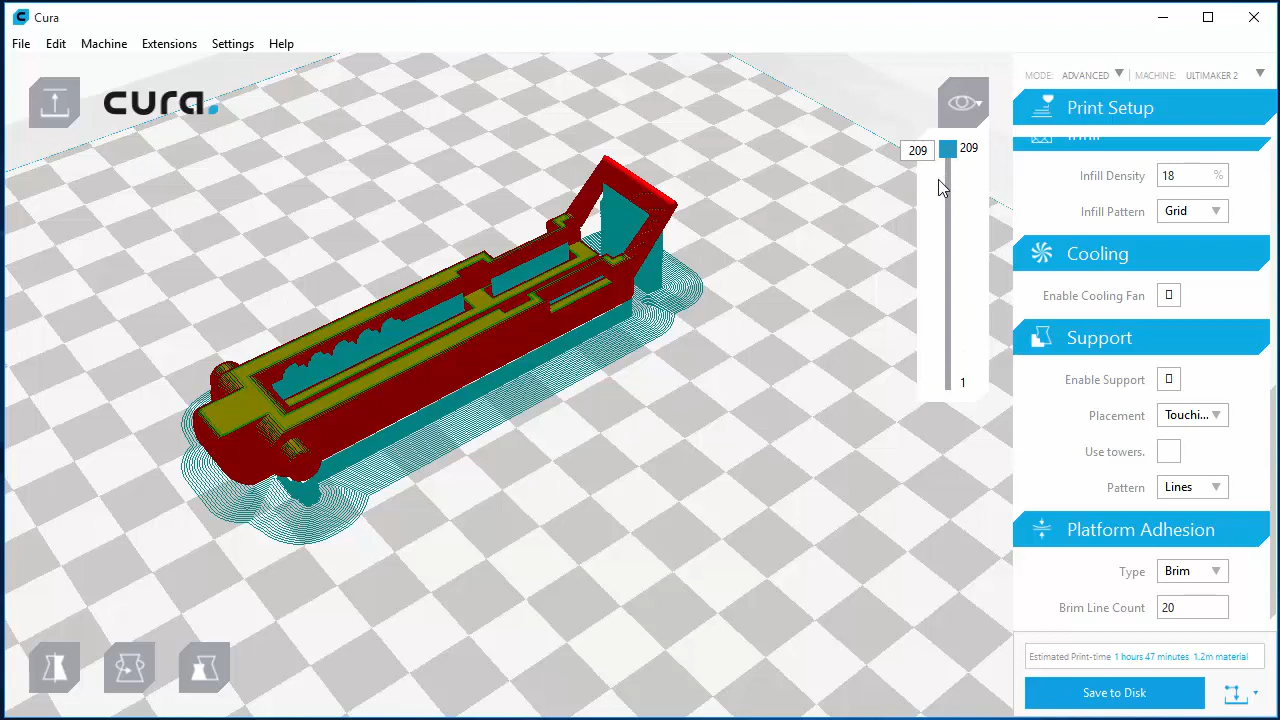 Cura
File Edit Machine Extensions Settings Help
cura.
MODE: ADVANCED MACHINE: ULTIMAKER 2
Print Setup
Infill
209 209
Infill Density 18 %
Infill Pattern Grid
Cooling
Enable Cooling Fan
Support
Enable Support
1
Placement Touchi...
Use towers.
Pattern Lines
Platform Adhesion
Type Brim
Brim Line Count 20
Estimated Print-time 1 hours 47 minutes 1.2m material
Save to Disk